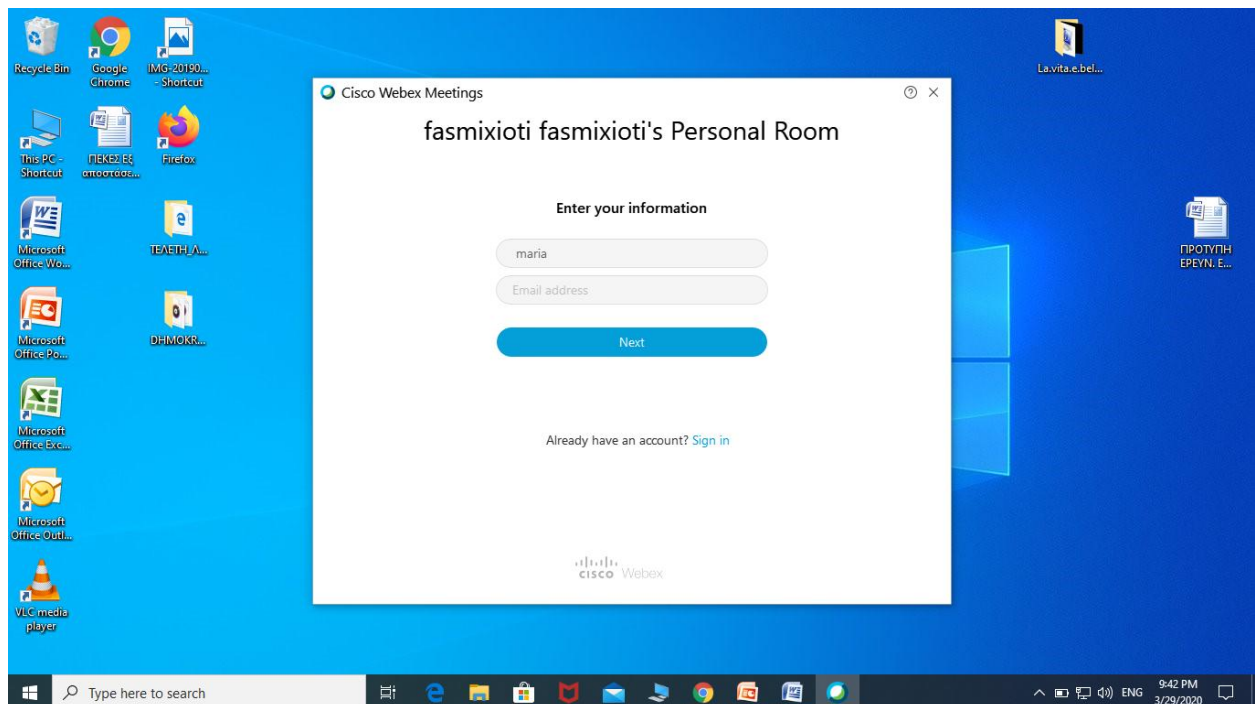 Recycle Bin
Google
Chrome
IMG-20190...
- Shortcut
La.vita.e.bel...
This PC -
Shortcut
ΠΕΚΕΣ Εξ
αποστάσε...
Firefox
Microsoft
Office Wo...
ΤΕΛΕΤΗ_Λ...
Microsoft
Office Po...
DHMOKR...
Microsoft
Office Exc...
Microsoft
Office Outl...
VLC media
player
ΠΡΟΤΥΠΗ
ΕΡΕΥΝ. Ε...
Cisco Webex Meetings
fasmixioti fasmixioti's Personal Room
Enter your information
maria
Email address
Next
Already have an account? Sign in
cisco Webex
Type here to search
ENG
9:42 PM
3/29/2020